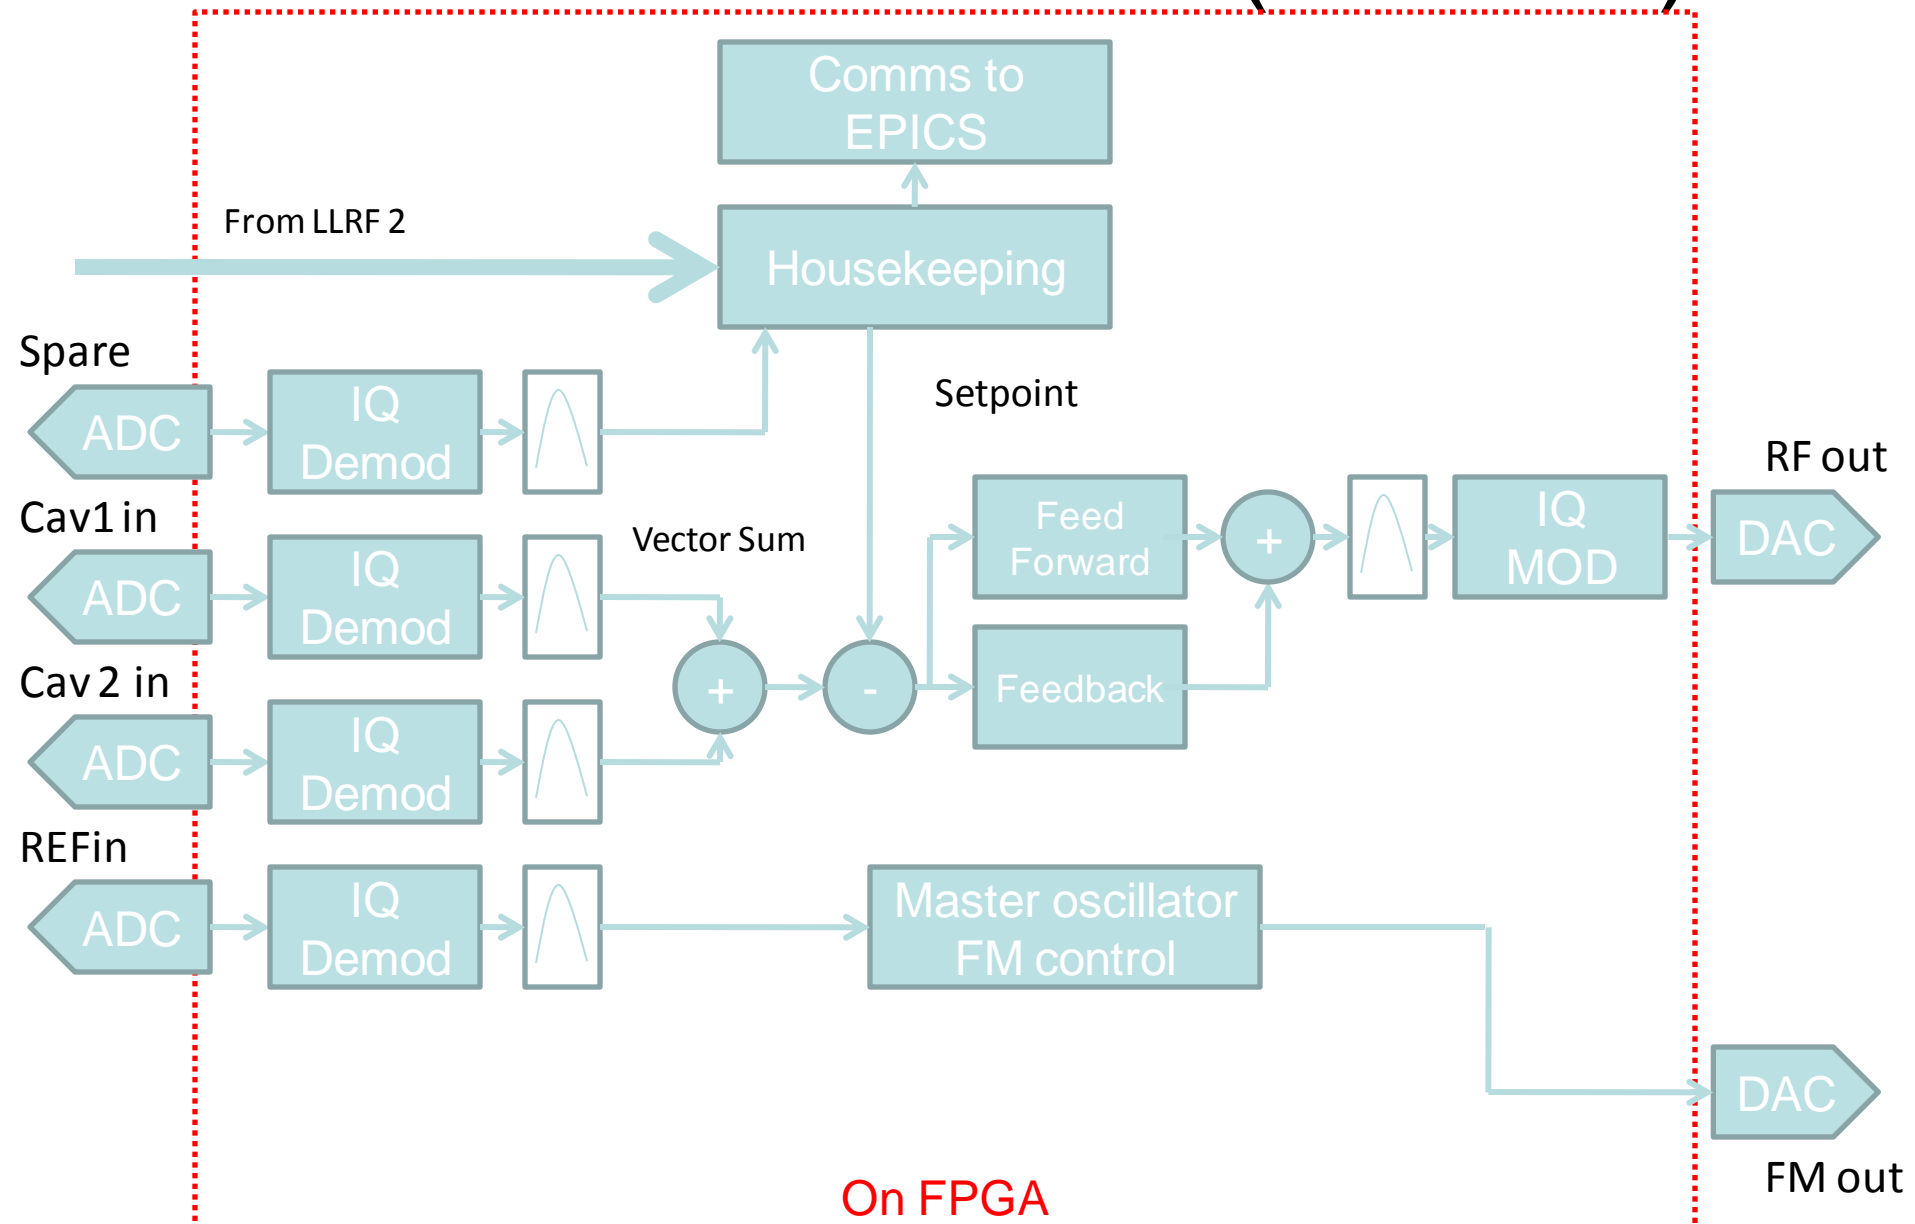 Comms to
EPICS
From LLRF 2
Housekeeping
Spare
ADC
IQ
Demod
Setpoint
Cav1 in
ADC
IQ
Demod
Vector Sum
Feed
Forward
+
IQ
MOD
RF out
DAC
Cav 2 in
ADC
IQ
Demod
+
-
Feedback
REFin
ADC
IQ
Demod
Master oscillator
FM control
DAC
FM out
On FPGA